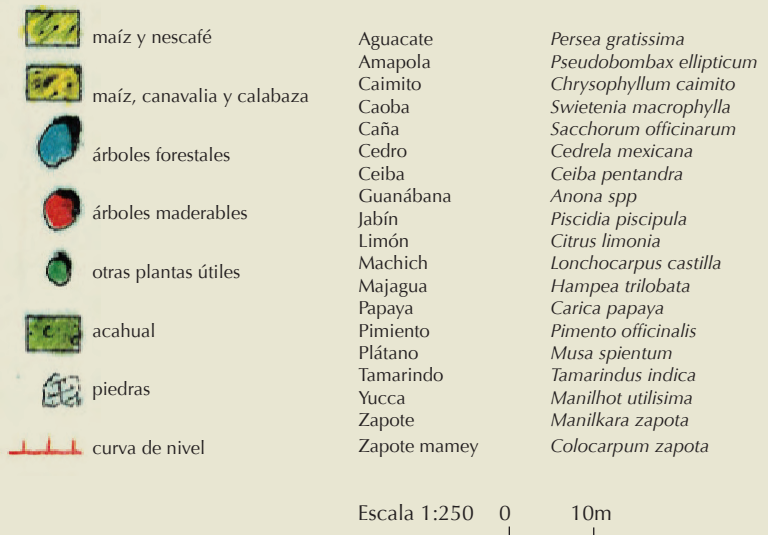 maíz y nescafé
maíz, canavalia y calabaza
árboles forestales
árboles maderables
otras plantas útiles
acahual
piedras
curva de nivel
Aguacate Persea gratissima
Amapola Pseudobombax ellipticum
Caimito Chrysophyllum caimito
Caoba Swietenia macrophylla
Caña Sacchorum officinarum
Cedro Cedrela mexicana
Ceiba Ceiba pentandra
Guanábana Anona spp
Jabín Piscidia piscipula
Limón Citrus limonia
Machich Lonchocarpus castilla
Majagua Hampea trilobata
Papaya Carica papaya
Pimiento Pimento officinalis
Plátano Musa spientum
Tamarindo Tamarindus indica
Yucca Manilhot utilisima
Zapote Manilkara zapota
Zapote mamey Colocarpum zapota
Escala 1:250 0 10m